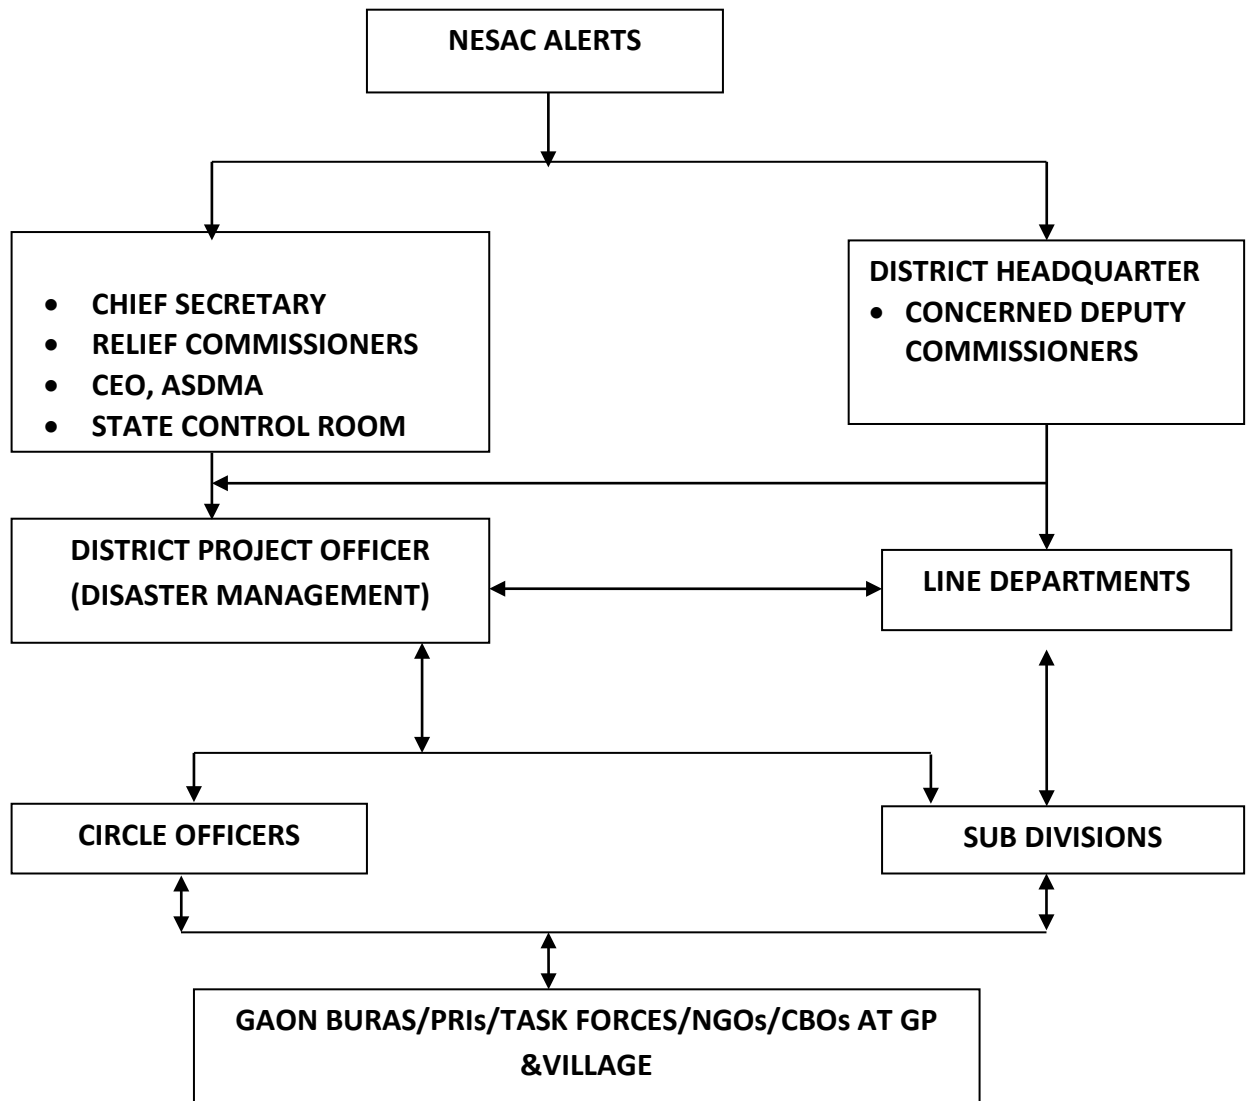 NESAC ALERTS
• CHIEF SECRETARY
• RELIEF COMMISSIONERS
• CEO, ASDMA
• STATE CONTROL ROOM
DISTRICT HEADQUARTER
• CONCERNED DEPUTY
COMMISSIONERS
DISTRICT PROJECT OFFICER
(DISASTER MANAGEMENT)
LINE DEPARTMENTS
CIRCLE OFFICERS
SUB DIVISIONS
GAON BURAS/PRIs/TASK FORCES/NGOs/CBOs AT GP
&VILLAGE